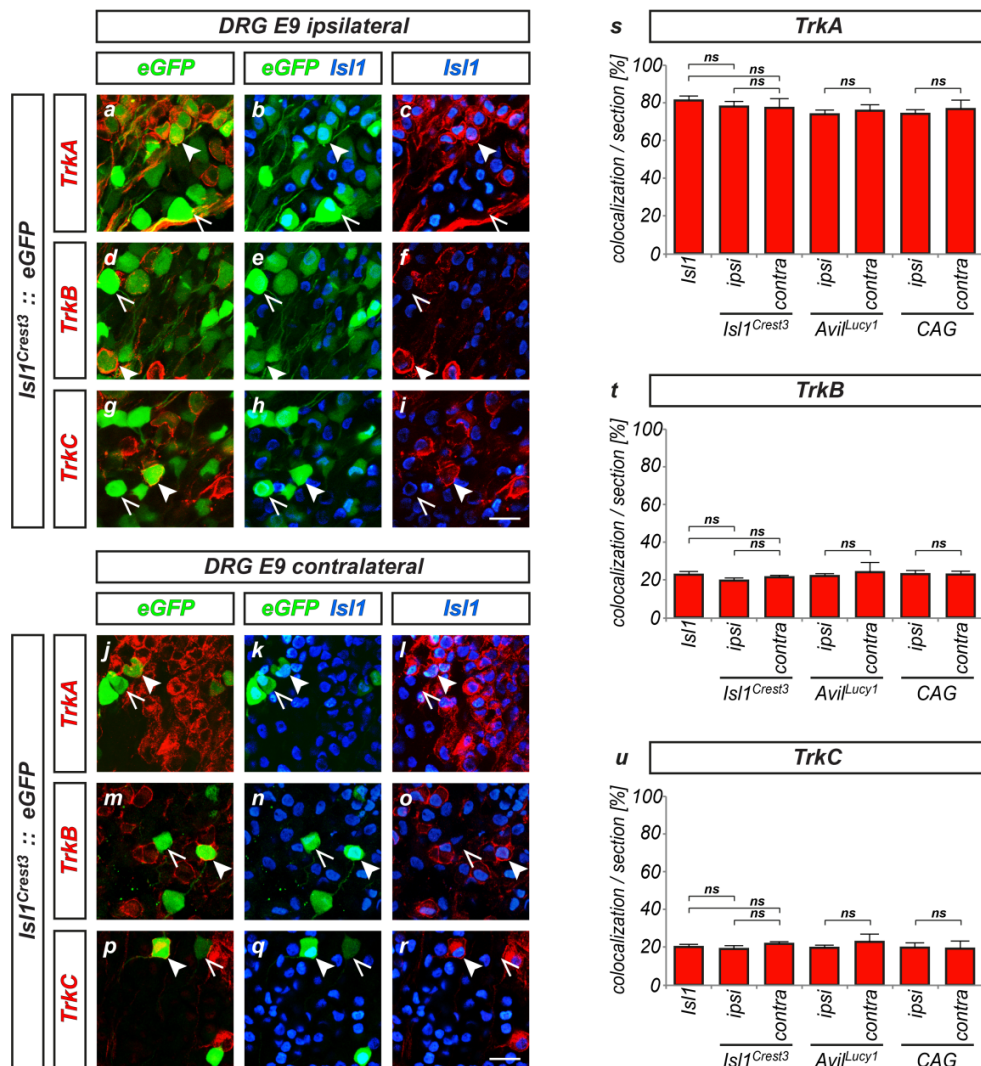 DRG E9 ipsilateral
eGFP
eGFP Isl1
Isl1
Isl1Crest3 :: eGFP
TrkA
a
b
c
TrkB
d
e
f
TrkC
g
h
i
DRG E9 contralateral
eGFP
eGFP Isl1
Isl1
Isl1Crest3 :: eGFP
TrkA
j
k
l
TrkB
m
n
o
TrkC
p
q
r
s
TrkA
colocalization / section [%]
100
80
60
40
20
0
ns
ns
ns
ns
ns
Isl1
ipsi
contra
ipsi
contra
ipsi
contra
Isl1Crest3
AvilLucy1
CAG
t
TrkB
colocalization / section [%]
100
80
60
40
20
0
ns
ns
ns
ns
ns
Isl1
ipsi
contra
ipsi
contra
ipsi
contra
Isl1Crest3
AvilLucy1
CAG
u
TrkC
colocalization / section [%]
100
80
60
40
20
0
ns
ns
ns
ns
ns
Isl1
ipsi
contra
ipsi
contra
ipsi
contra
Isl1Crest3
AvilLucy1
CAG